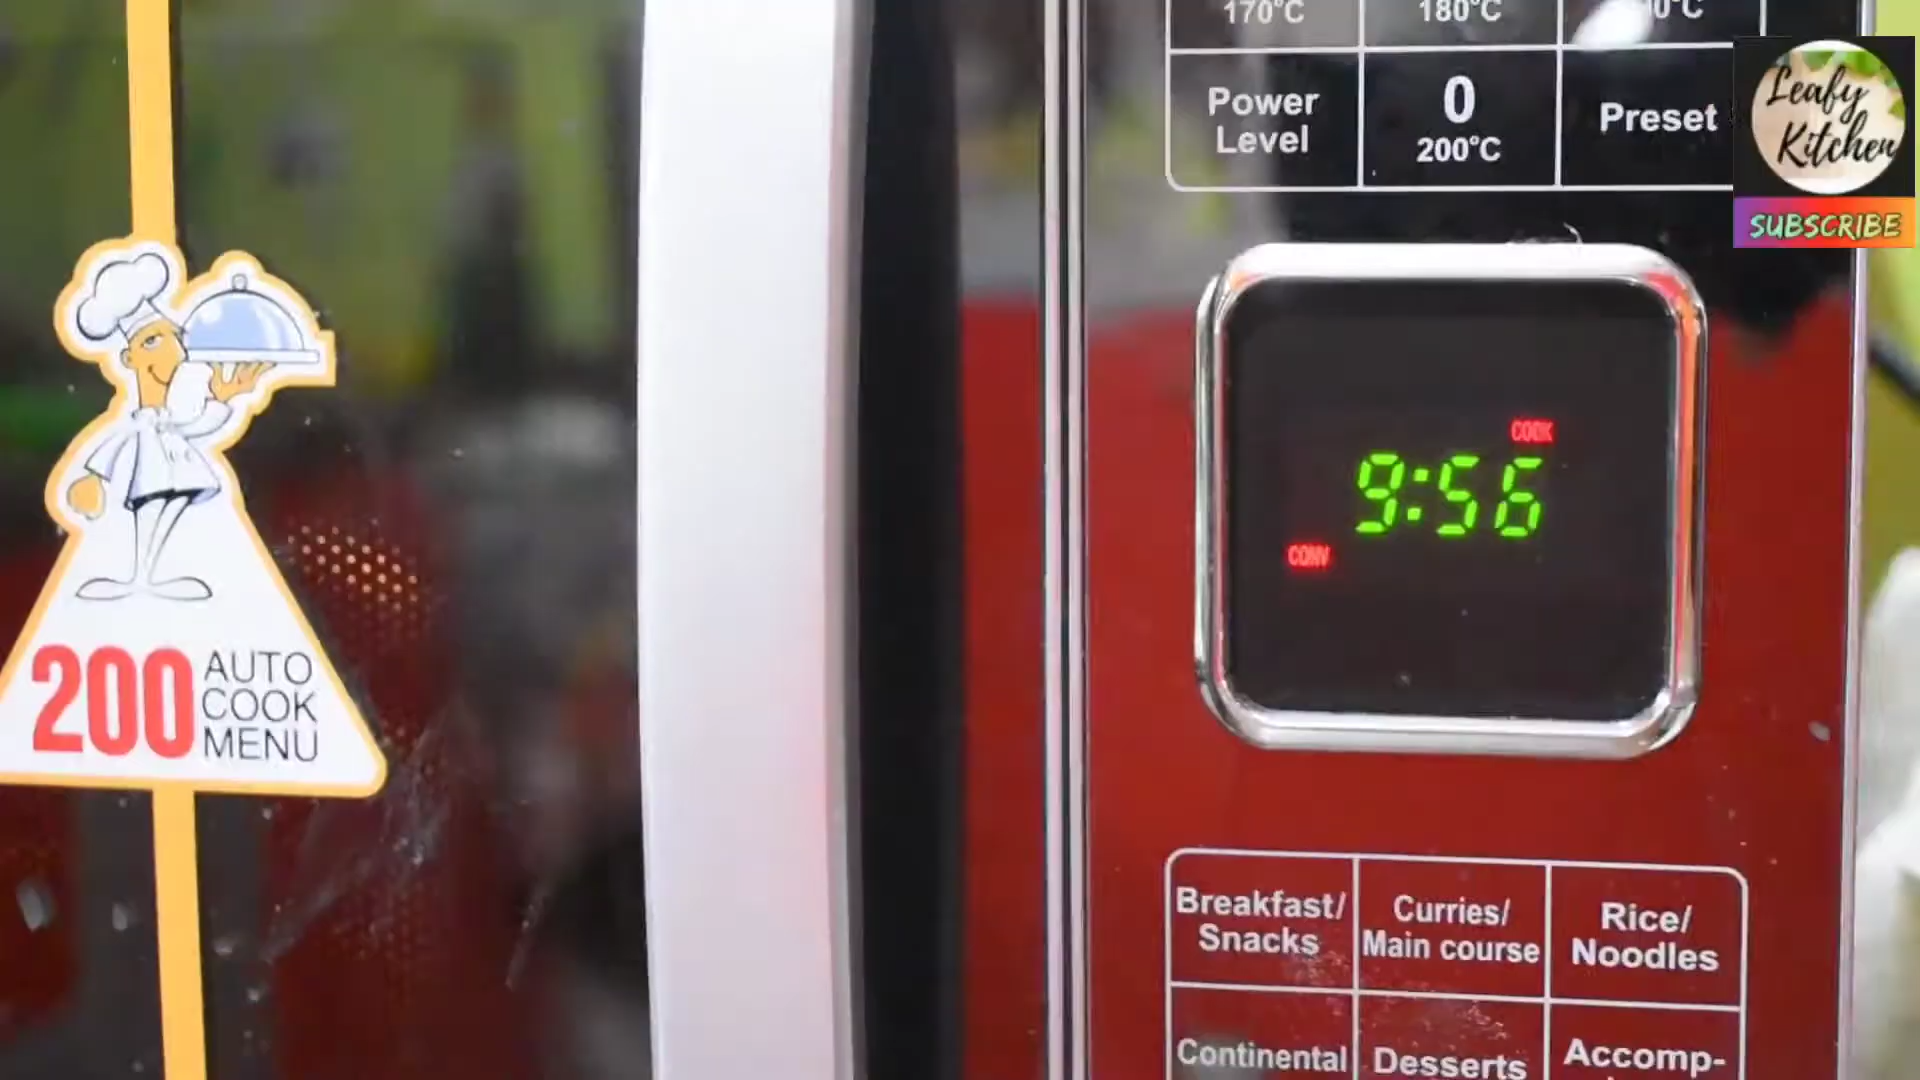 170°C
180°C
0°C
Power
Level
0
200°C
Preset
Leafy
Kitchen
SUBSCRIBE
COOK
9:56
CONV
200
AUTO
COOK
MENU
Breakfast/
Snacks
Curries/
Main course
Rice/
Noodles
Continental
Desserts
Accomp-